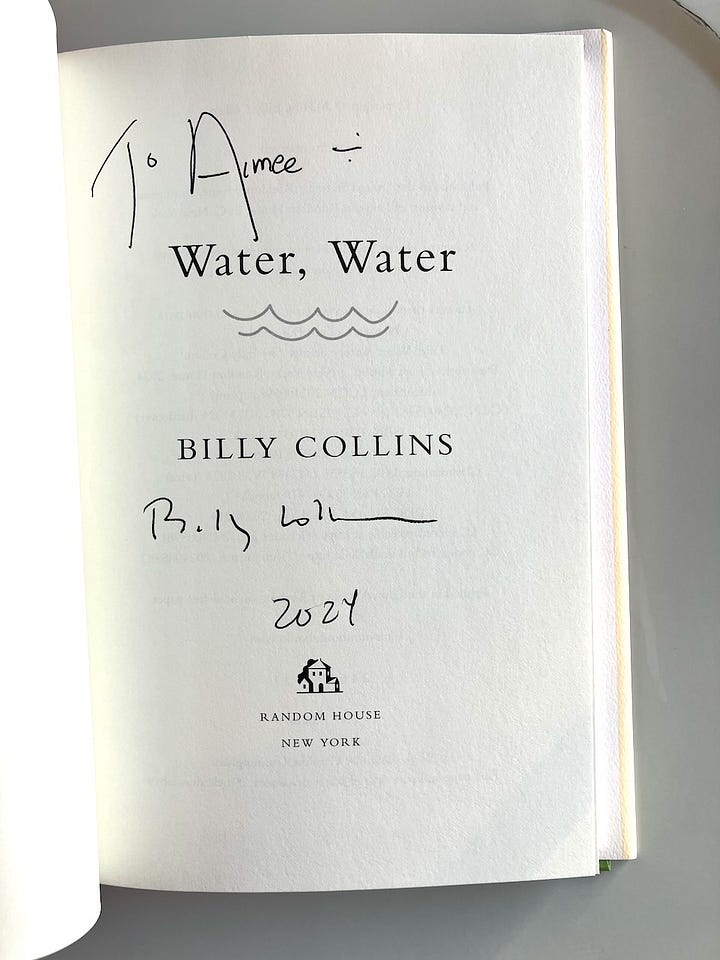 To Aimee ÷
Water, Water
BILLY COLLINS
Billy Collins
2024
RANDOM HOUSE
NEW YORK